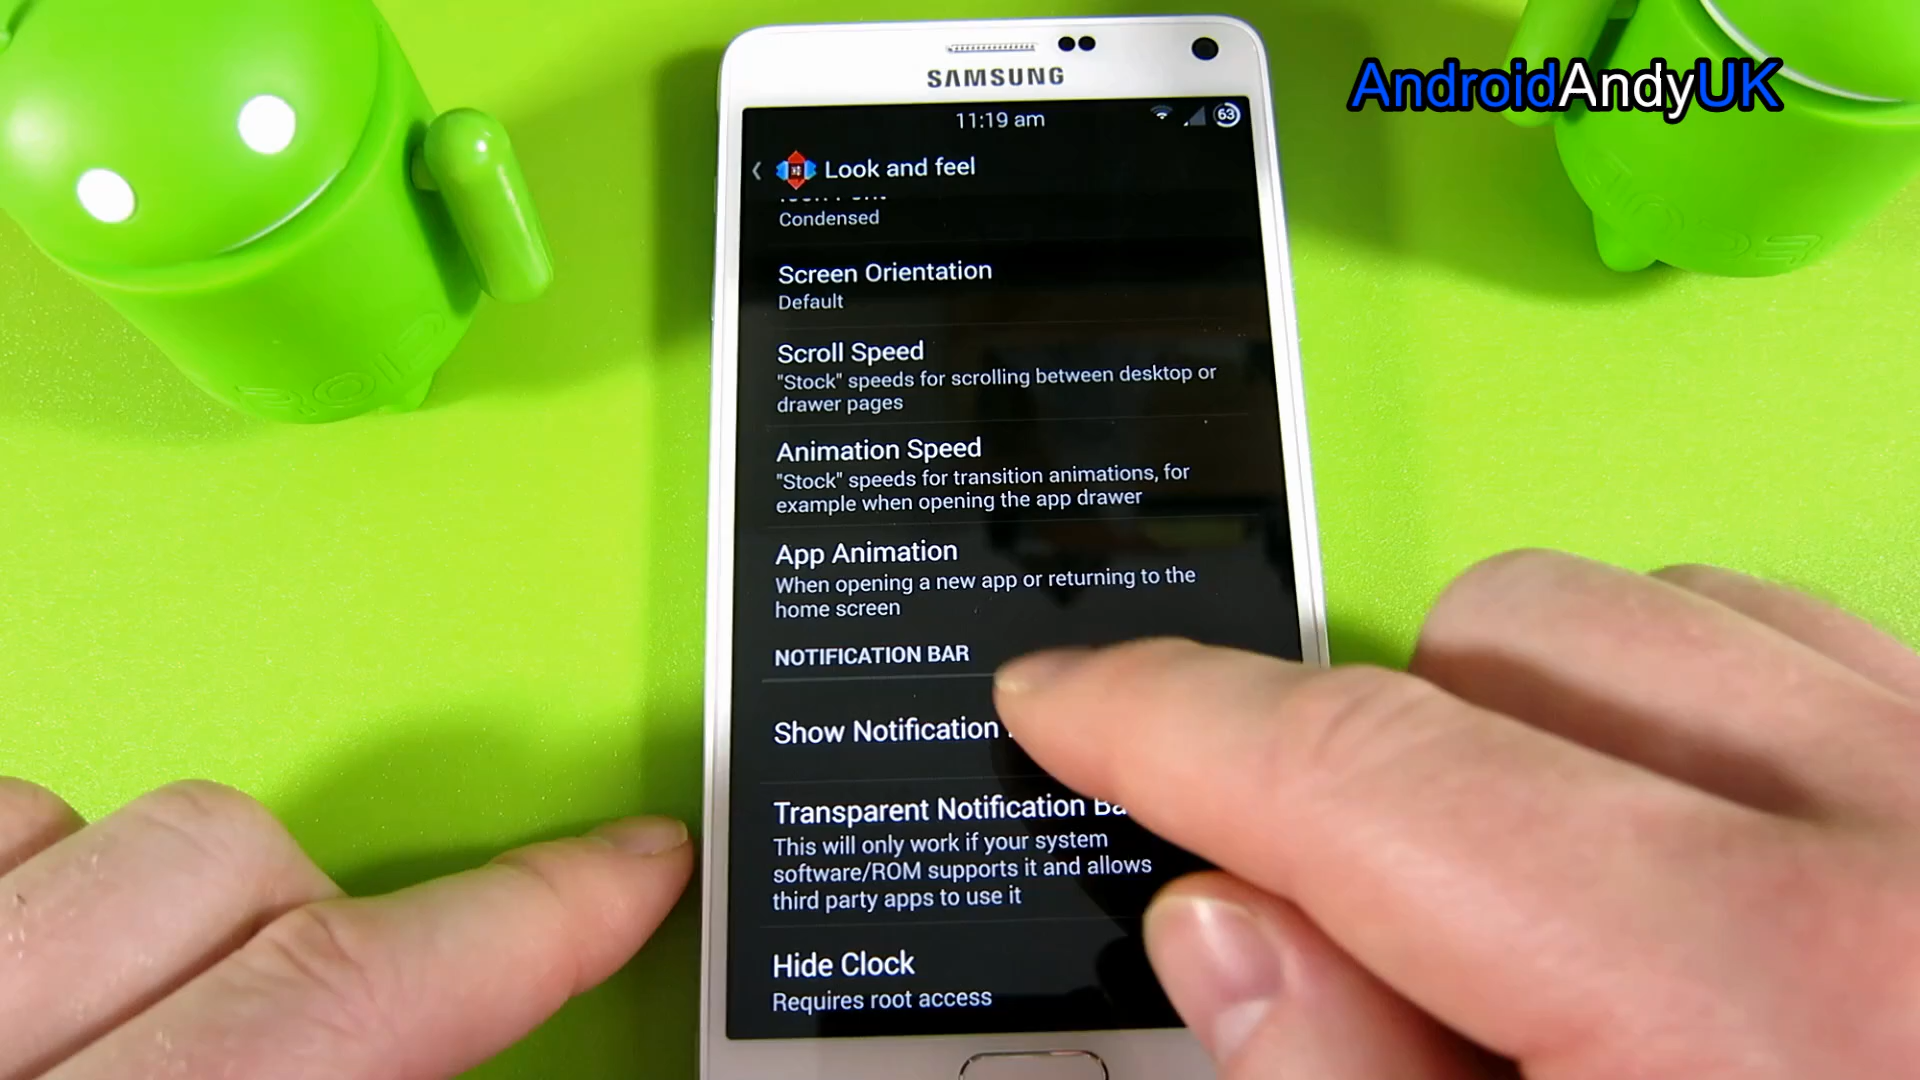 AndroidAndyUK
SAMSUNG
11:19 am
63
Look and feel
Condensed
Screen Orientation
Default
Scroll Speed
"Stock" speeds for scrolling between desktop or
drawer pages
Animation Speed
"Stock" speeds for transition animations, for
example when opening the app drawer
App Animation
When opening a new app or returning to the
home screen
NOTIFICATION BAR
Show Notification
Transparent Notification Ba
This will only work if your system
software/ROM supports it and allows
third party apps to use it
Hide Clock
Requires root access